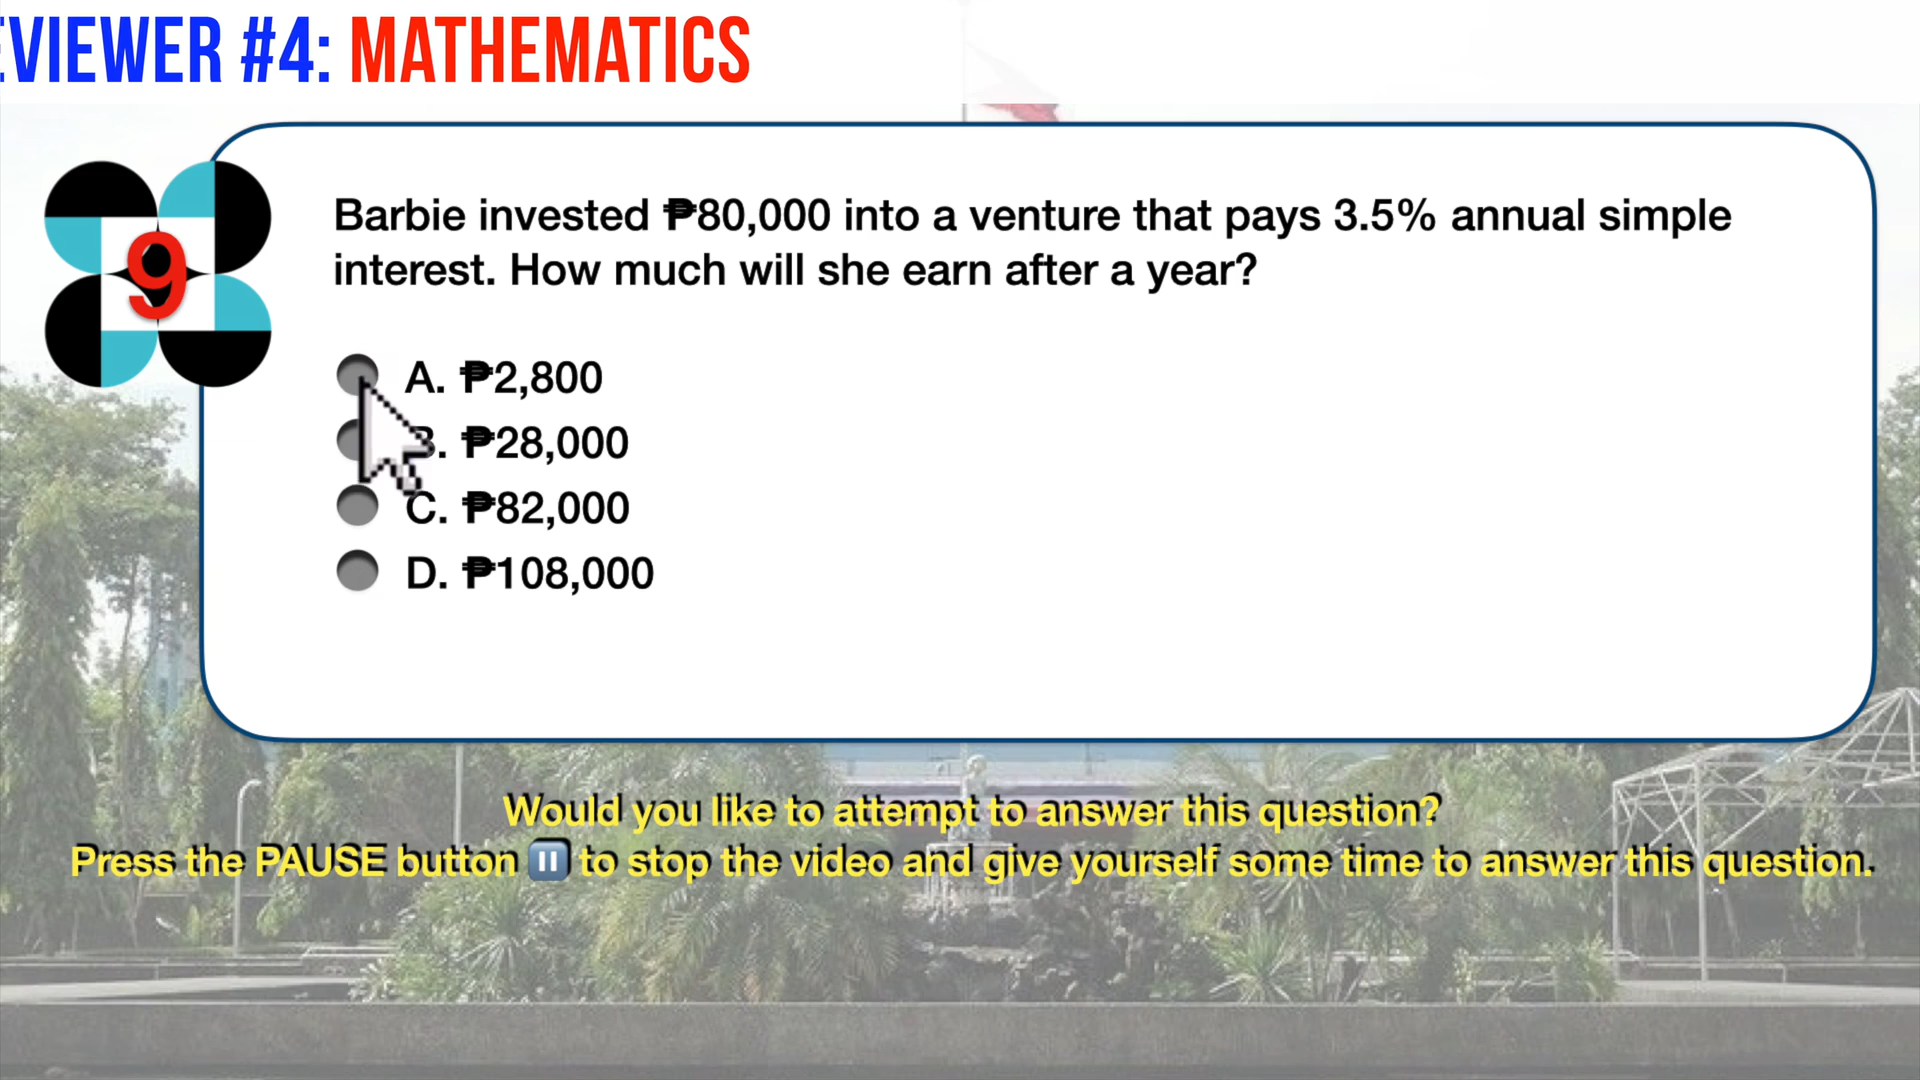 EVIEWER #4: MATHEMATICS
9
Barbie invested ₱80,000 into a venture that pays 3.5% annual simple
interest. How much will she earn after a year?
A. ₱2,800
B. ₱28,000
C. ₱82,000
D. ₱108,000
Would you like to attempt to answer this question?
Press the PAUSE button ⏸ to stop the video and give yourself some time to answer this question.